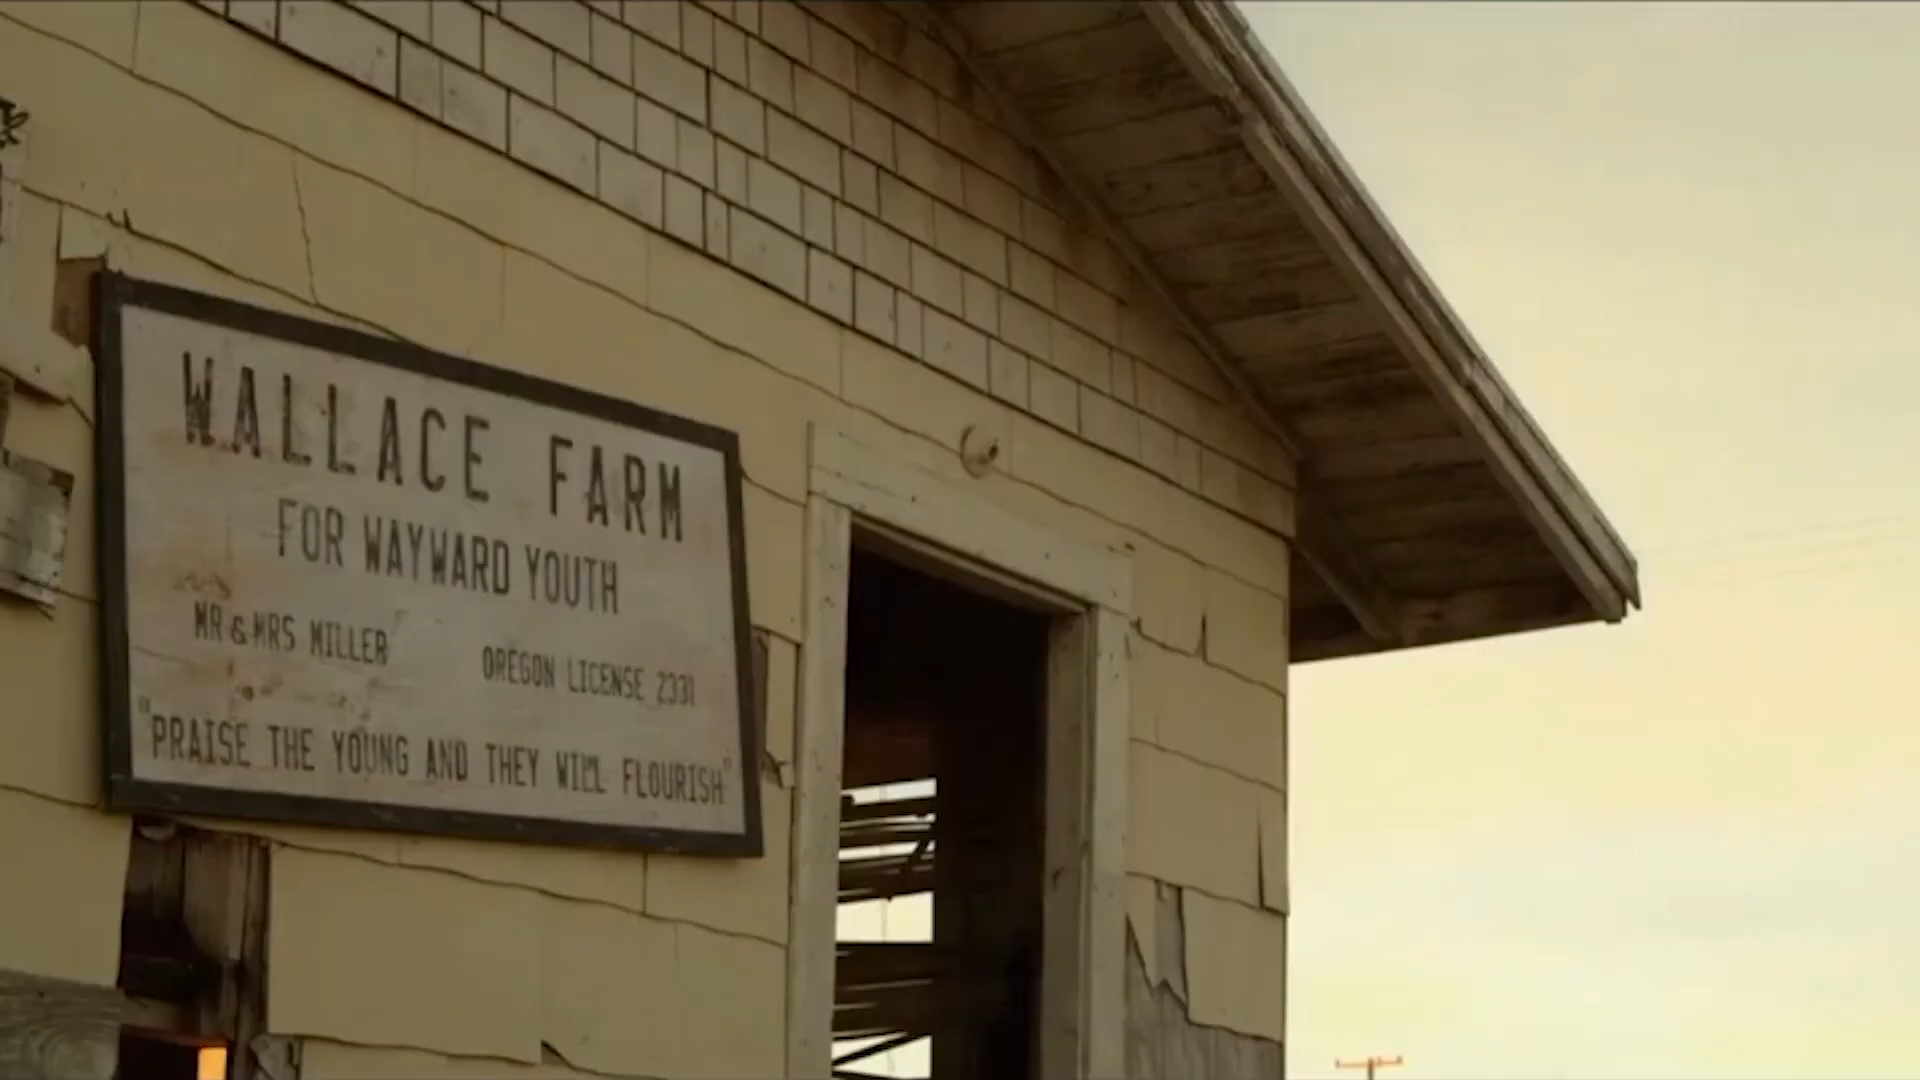 WALLACE FARM
FOR WAYWARD YOUTH
MR & MRS MILLER
OREGON LICENSE 2331
"PRAISE THE YOUNG AND THEY WILL FLOURISH"